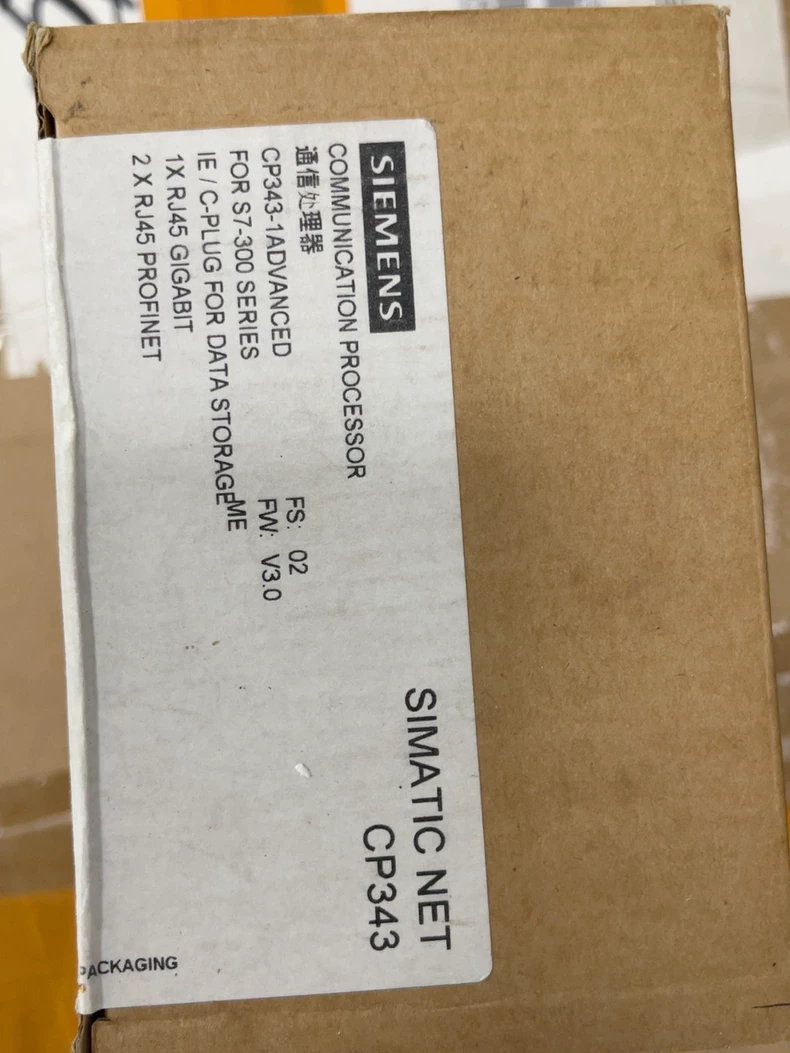 SIEMENS
SIMATIC NET
CP343
COMMUNICATION PROCESSOR
通信处理器
FS: 02
CP343-1ADVANCED
FW: V3.0
FOR S7-300 SERIES
ME
IE / C-PLUG FOR DATA STORAGE
1X RJ45 GIGABIT
2 X RJ45 PROFINET
PACKAGING